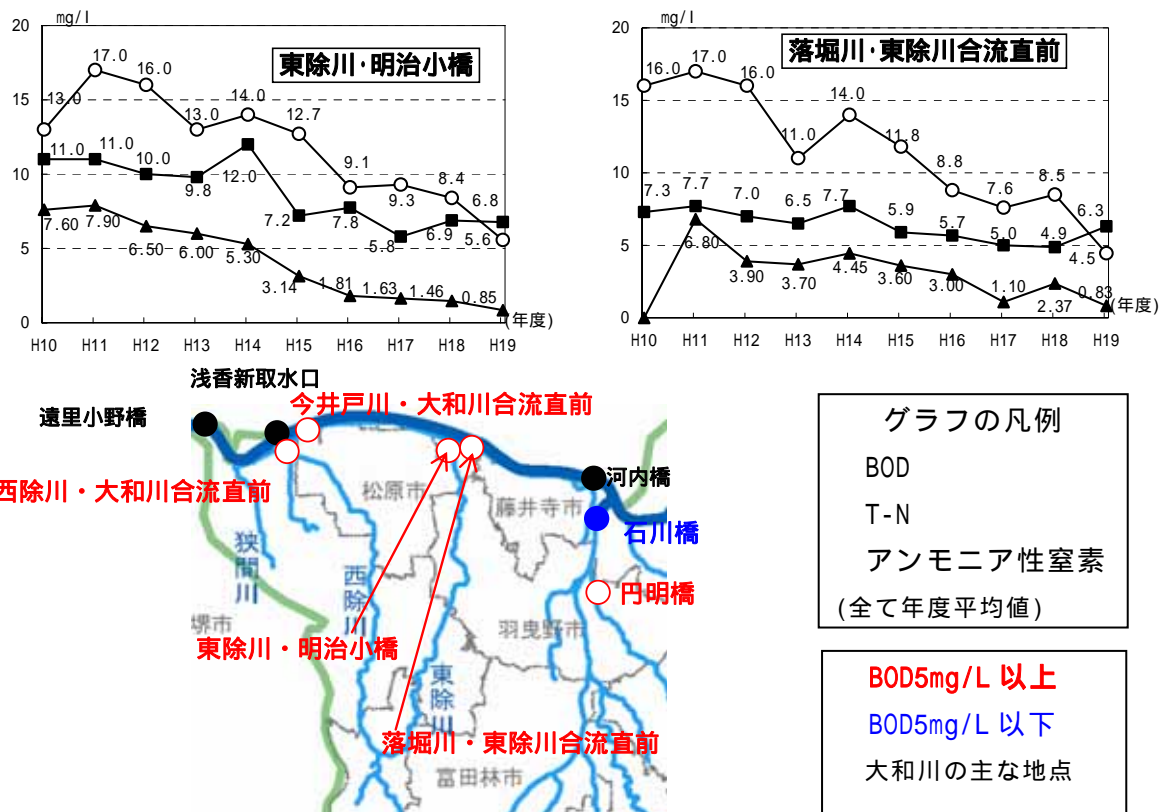 mg/l
東除川・明治小橋
20
15
10
5
0
13.0
17.0
16.0
13.0
14.0
12.7
9.1
9.3
8.4
5.6
11.0
11.0
10.0
9.8
12.0
7.2
7.8
5.8
6.9
6.8
7.60
7.90
6.50
6.00
5.30
3.14
1.81
1.63
1.46
0.85
(年度)
H10 H11 H12 H13 H14 H15 H16 H17 H18 H19
mg/l
落堀川・東除川合流直前
20
15
10
5
0
16.0
17.0
16.0
11.0
14.0
11.8
8.8
7.6
8.5
4.5
7.3
7.7
7.0
6.5
7.7
5.9
5.7
5.0
4.9
6.3
6.80
3.90
3.70
4.45
3.60
3.00
1.10
2.37
0.83
(年度)
H10 H11 H12 H13 H14 H15 H16 H17 H18 H19
浅香新取水口
遠里小野橋
今井戸川・大和川合流直前
西除川・大和川合流直前
松原市
藤井寺市
河内橋
石川橋
狭間川
西除川
円明橋
堺市
羽曳野市
東除川・明治小橋
東除川
落堀川・東除川合流直前
富田林市
グラフの凡例
BOD
T-N
アンモニア性窒素
(全て年度平均値)
BOD5mg/L 以上
BOD5mg/L 以下
大和川の主な地点